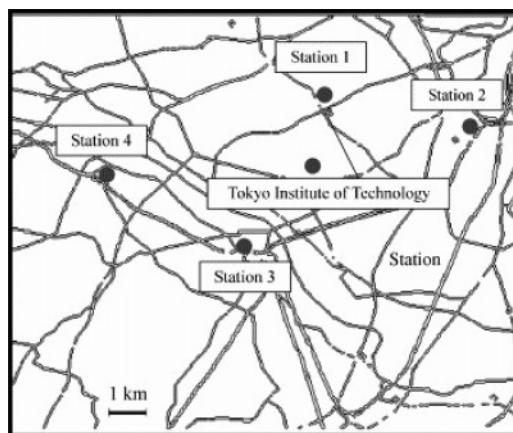 Station 1
Station 2
Station 4
Tokyo Institute of Technology
Station
Station 3
1 km